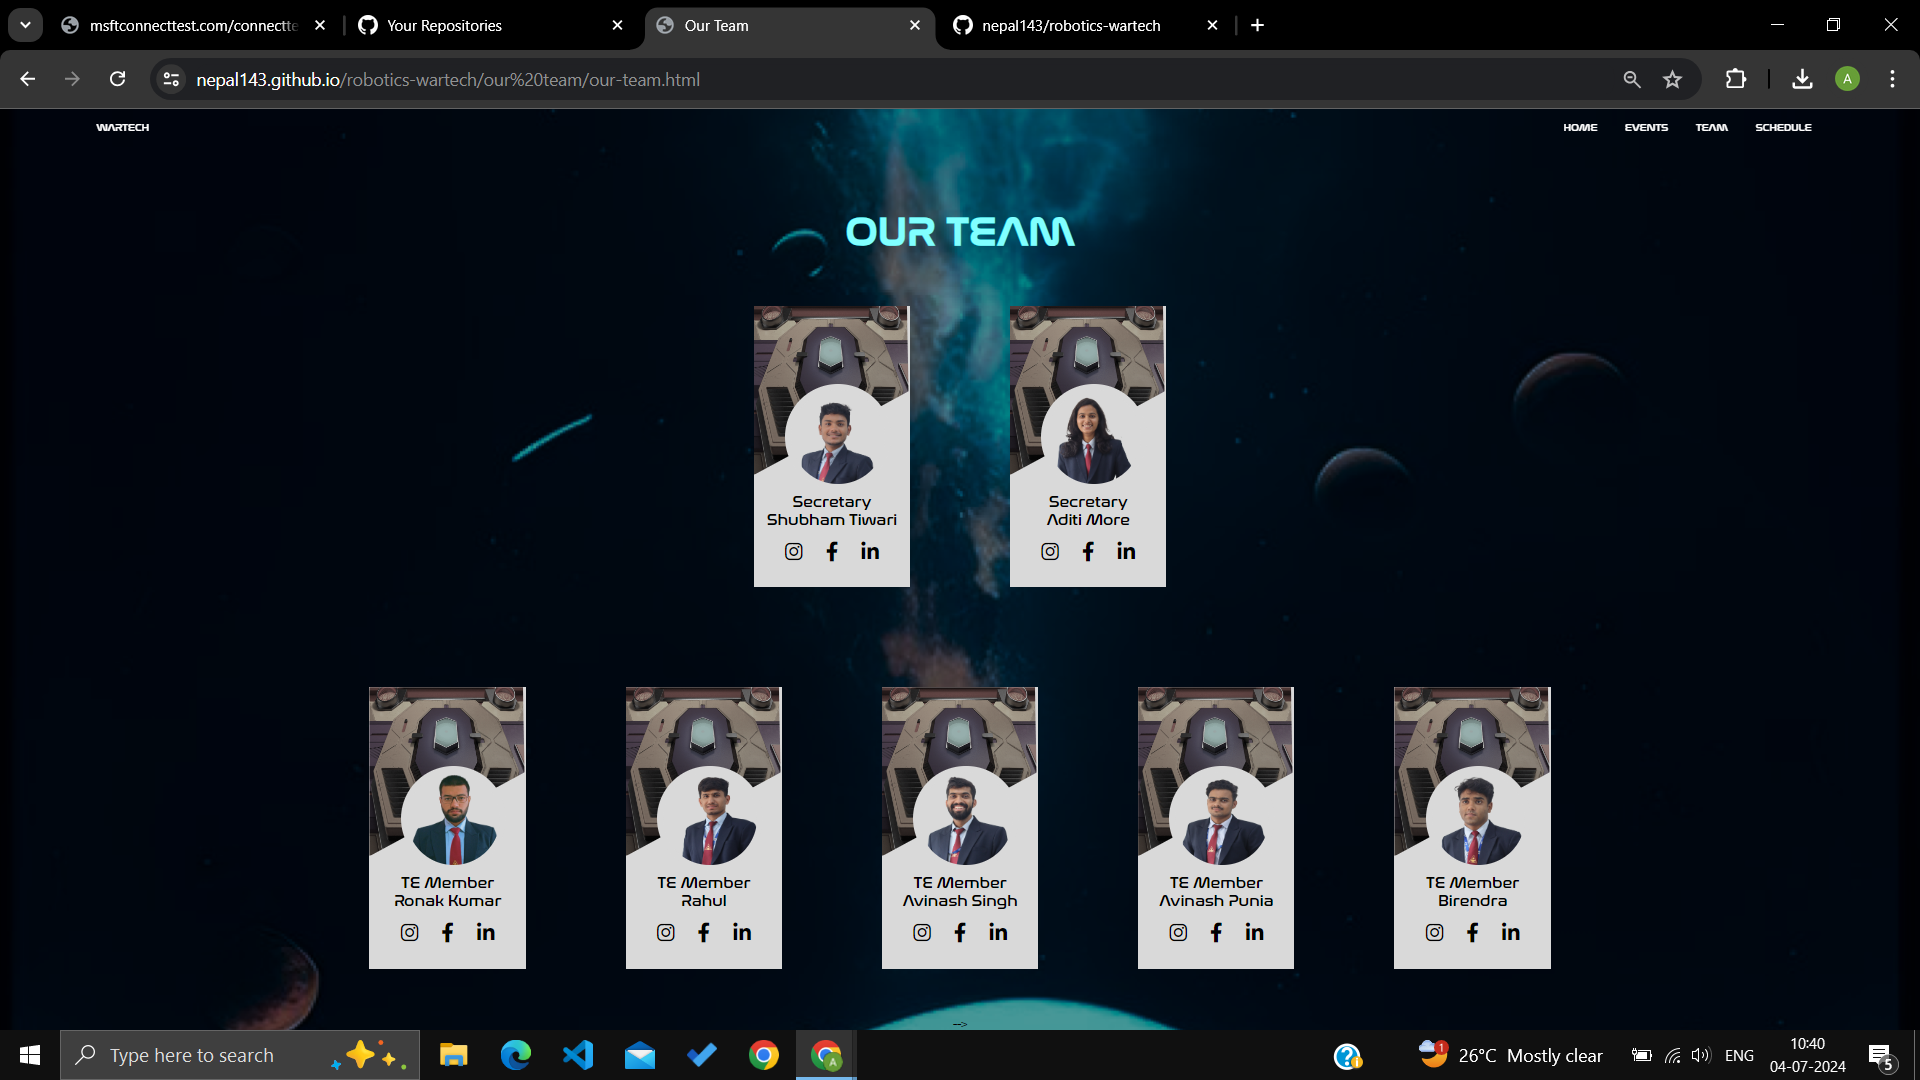 msftconnecttest.com/connectte
Your Repositories
Our Team
nepal143/robotics-wartech
nepal143.github.io/robotics-wartech/our%20team/our-team.html
A
WARTECH
HOME
EVENTS
TEAM
SCHEDULE
OUR TEAM
Secretary
Shubham Tiwari
Secretary
Aditi More
TE Member
Ronak Kumar
TE Member
Rahul
TE Member
Avinash Singh
TE Member
Avinash Punia
TE Member
Birendra
-->
Type here to search
A
1
26°C Mostly clear
ENG
10:40
04-07-2024
5